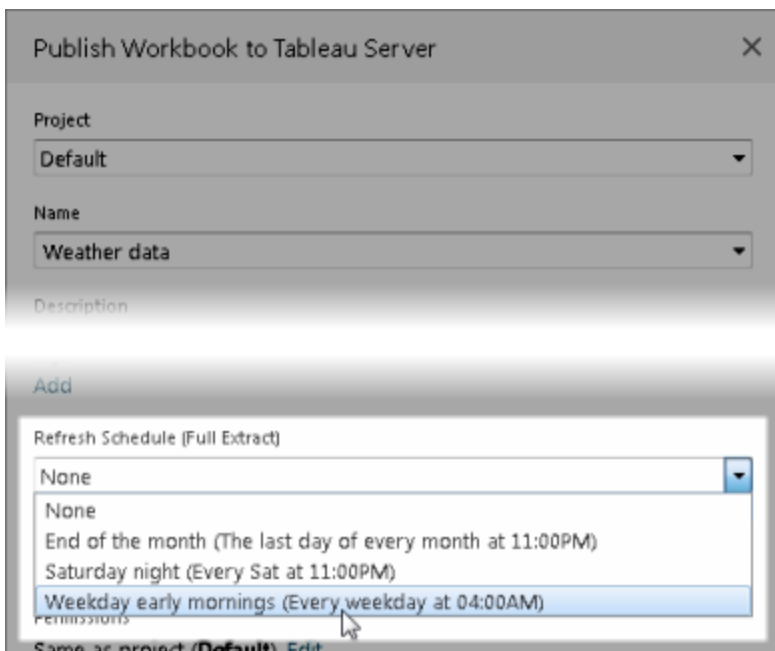 Publish Workbook to Tableau Server
Project
Default
Name
Weather data
Description
Add
Refresh Schedule (Full Extract)
None
None
End of the month (The last day of every month at 11:00PM)
Saturday night (Every Sat at 11:00PM)
Weekday early mornings (Every weekday at 04:00AM)
Permissions
Same as project (Default) Edit